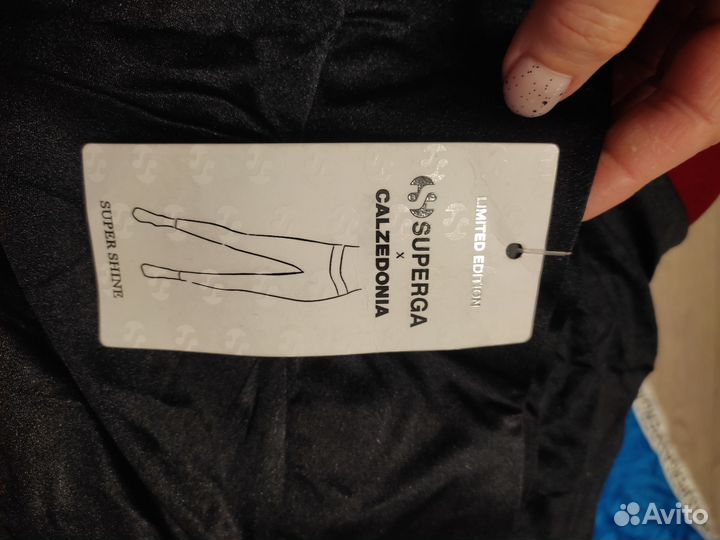 LIMITED EDITION
SUPERGA
x
CALZEDONIA
SUPER SHINE
Avito